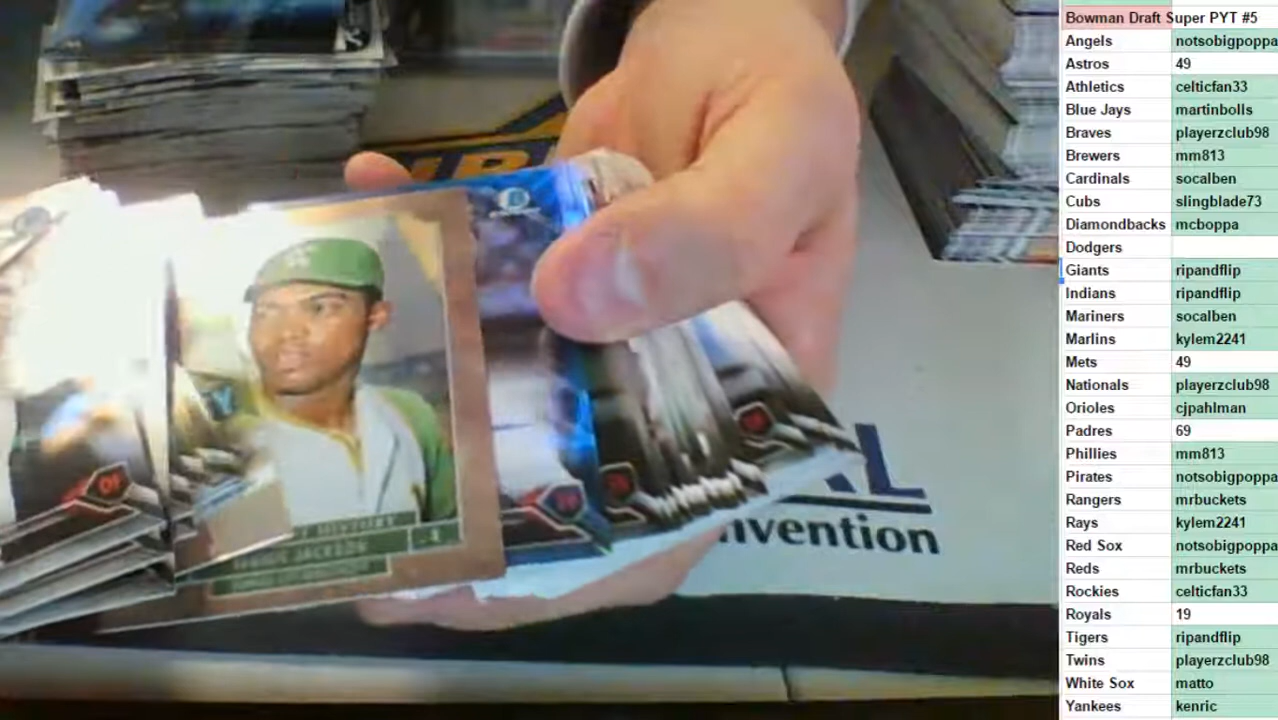 Bowman Draft Super PYT #5
Angels notsobigpoppa
Astros 49
Athletics celticfan33
Blue Jays martinbolls
Braves playerzclub98
Brewers mm813
Cardinals socalben
Cubs slingblade73
Diamondbacks mcboppa
Dodgers
Giants ripandflip
Indians ripandflip
Mariners socalben
Marlins kylem2241
Mets 49
Nationals playerzclub98
Orioles cjpahlman
Padres 69
Phillies mm813
Pirates notsobigpoppa
Rangers mrbuckets
Rays kylem2241
Red Sox notsobigpoppa
Reds mrbuckets
Rockies celticfan33
Royals 19
Tigers ripandflip
Twins playerzclub98
White Sox matto
Yankees kenric
OF
JACKSON
nvention